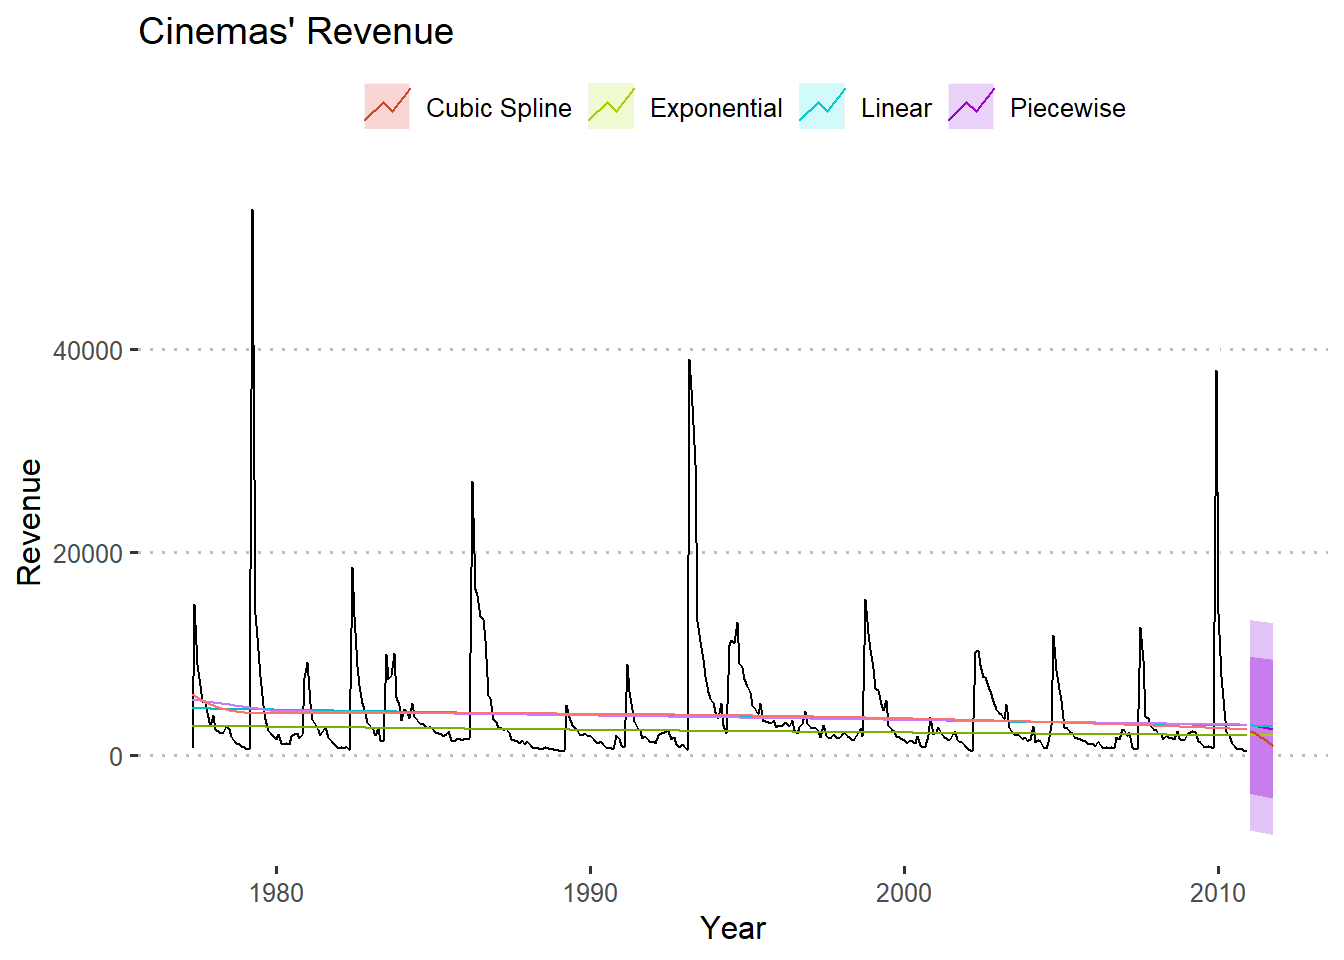 Cinemas' Revenue
Cubic Spline Exponential Linear Piecewise
40000
20000
0
Revenue
1980 1990 2000 2010
Year